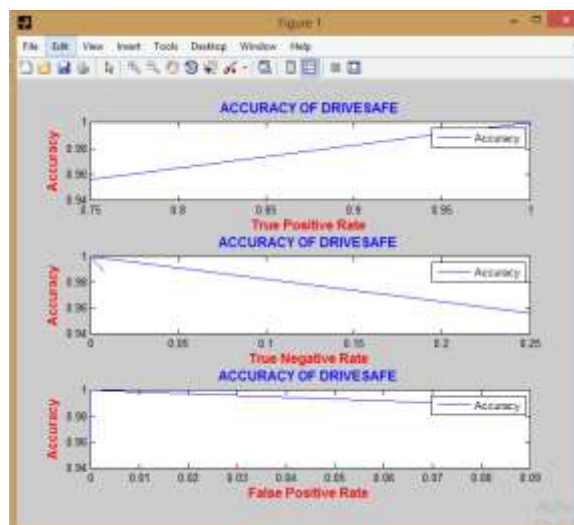 Figure 1
File Edit View Insert Tools Desktop Window Help
ACCURACY OF DRIVESAFE
Accuracy
1
0.98
0.96
0.94
Accuracy
0.75 0.8 0.85 0.9 0.95 1
True Positive Rate
ACCURACY OF DRIVESAFE
Accuracy
1
0.98
0.96
0.94
Accuracy
0 0.05 0.1 0.15 0.2 0.25
True Negative Rate
ACCURACY OF DRIVESAFE
Accuracy
1
0.98
0.96
0.94
Accuracy
0 0.01 0.02 0.03 0.04 0.05 0.06 0.07 0.08 0.09
False Positive Rate